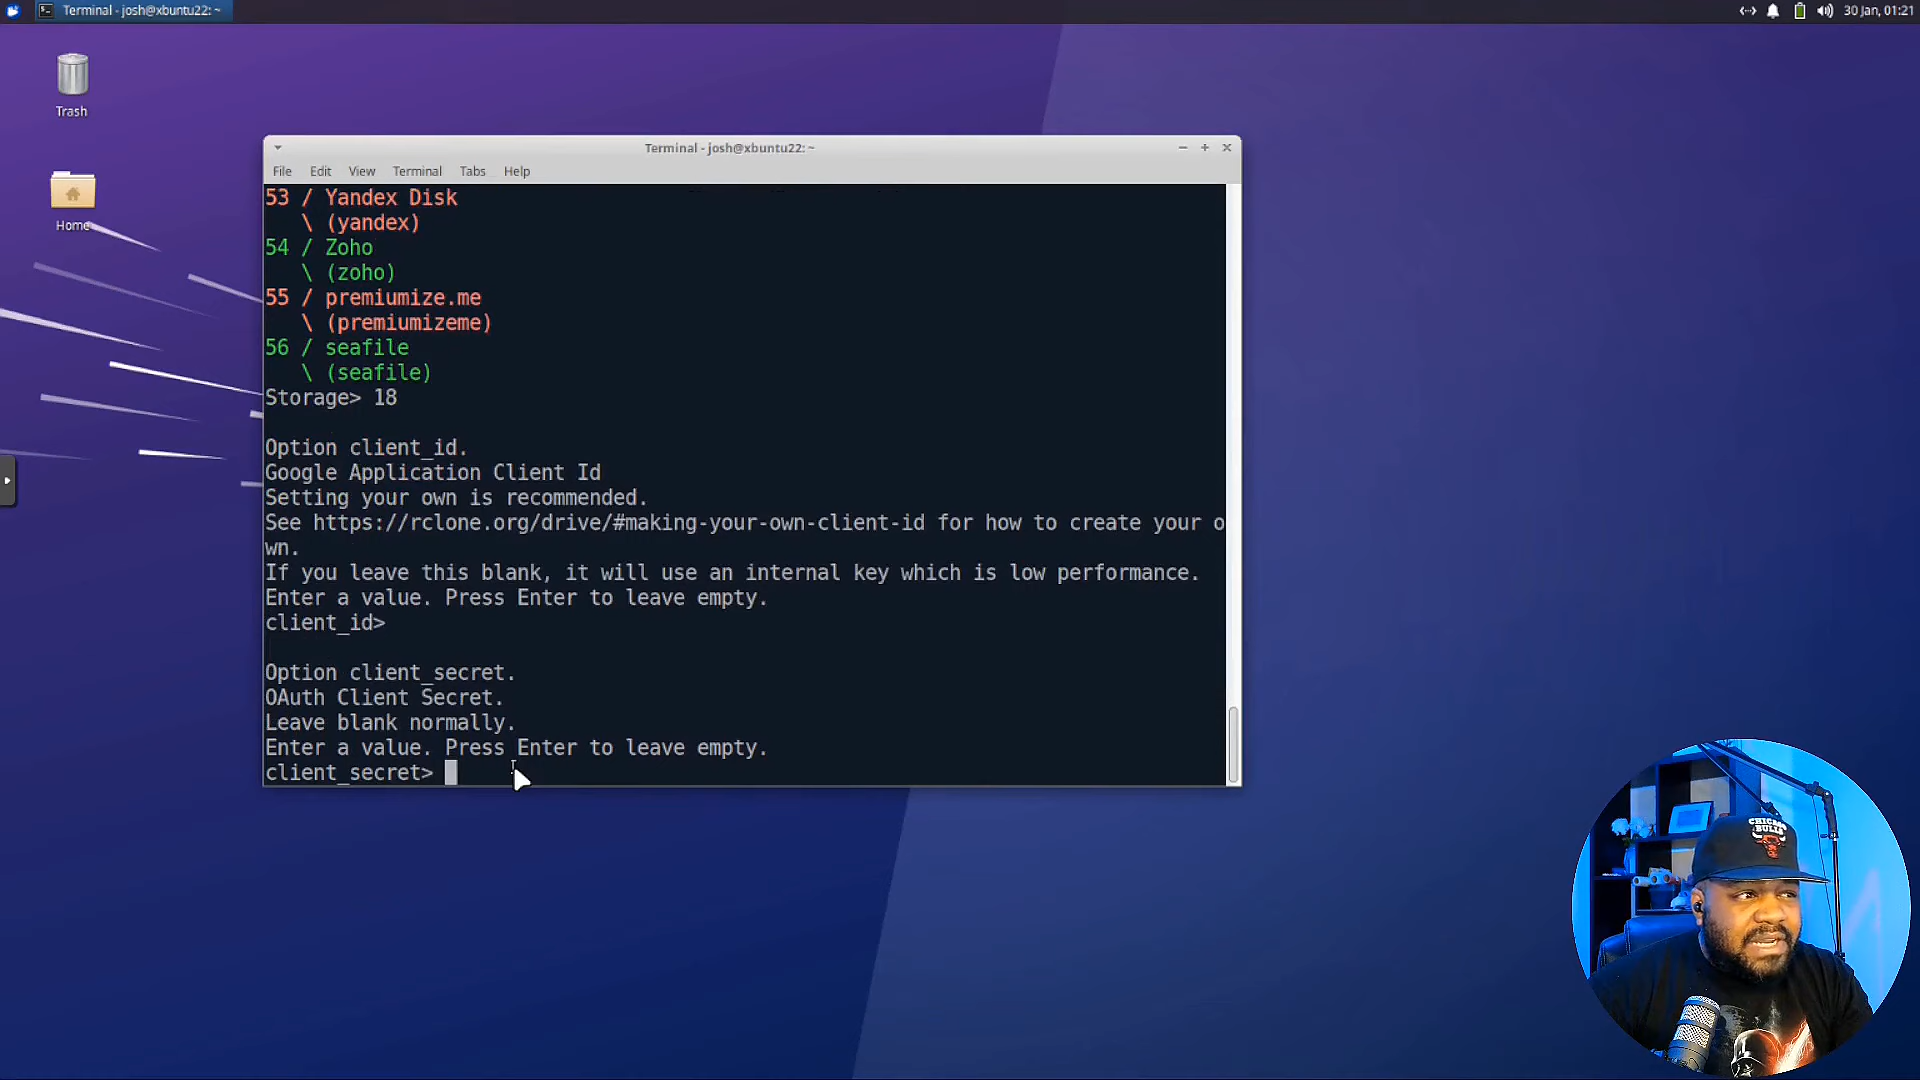 Terminal - josh@xbuntu22: ~
30 Jan, 01:21
Trash
Home
Terminal - josh@xbuntu22: ~
File Edit View Terminal Tabs Help
53 / Yandex Disk
\ (yandex)
54 / Zoho
\ (zoho)
55 / premiumize.me
\ (premiumizeme)
56 / seafile
\ (seafile)
Storage> 18
Option client_id.
Google Application Client Id
Setting your own is recommended.
See https://rclone.org/drive/#making-your-own-client-id for how to create your o
wn.
If you leave this blank, it will use an internal key which is low performance.
Enter a value. Press Enter to leave empty.
client_id>
Option client_secret.
OAuth Client Secret.
Leave blank normally.
Enter a value. Press Enter to leave empty.
client_secret>
CHICAGO
BULLS